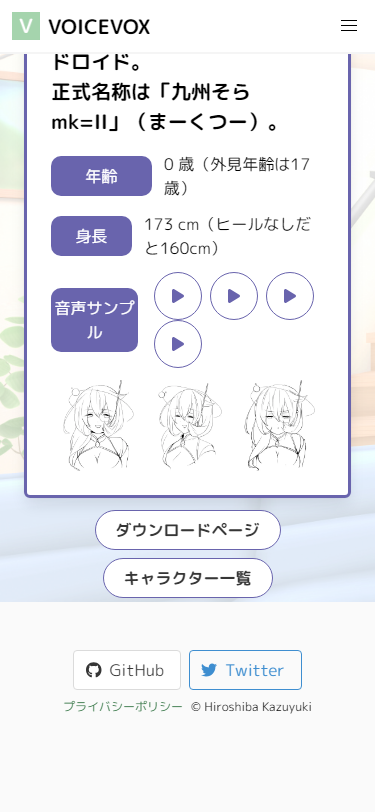 V VOICEVOX
ドロイド。
正式名称は「九州そら
mk=II」（まーくつー）。
年齢
0 歳（外見年齢は17
歳）
身長
173 cm（ヒールなしだ
と160cm）
音声サンプ
ル
ダウンロードページ
キャラクター一覧
GitHub
Twitter
プライバシーポリシー © Hiroshiba Kazuyuki